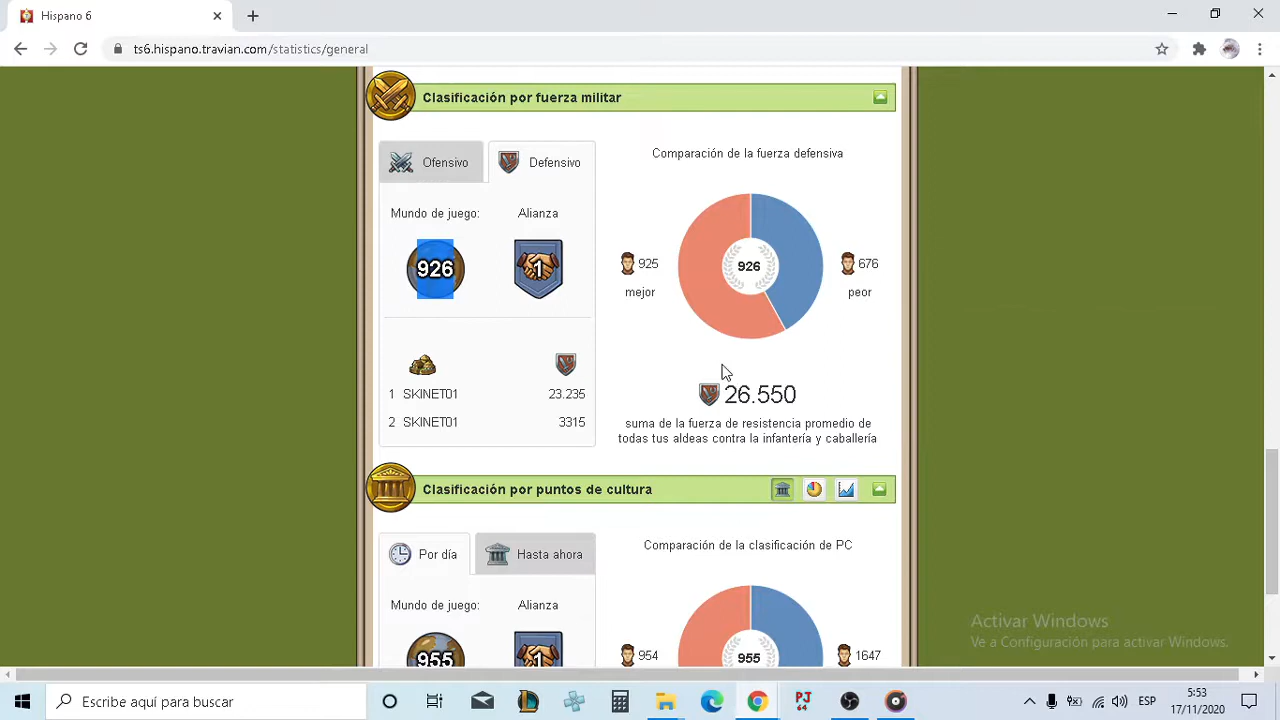 Hispano 6
ts6.hispano.travian.com/statistics/general
Clasificación por fuerza militar
Ofensivo
Defensivo
Comparación de la fuerza defensiva
Mundo de juego:
Alianza
926
1
925
mejor
926
676
peor
1 SKINET01 23.235
2 SKINET01 3315
26.550
suma de la fuerza de resistencia promedio de
todas tus aldeas contra la infantería y caballería
Clasificación por puntos de cultura
Por día
Hasta ahora
Comparación de la clasificación de PC
Mundo de juego:
Alianza
955
1
954
955
1647
Activar Windows
Ve a Configuración para activar Windows.
Escribe aquí para buscar
PJT
64
ESP
5:53
17/11/2020